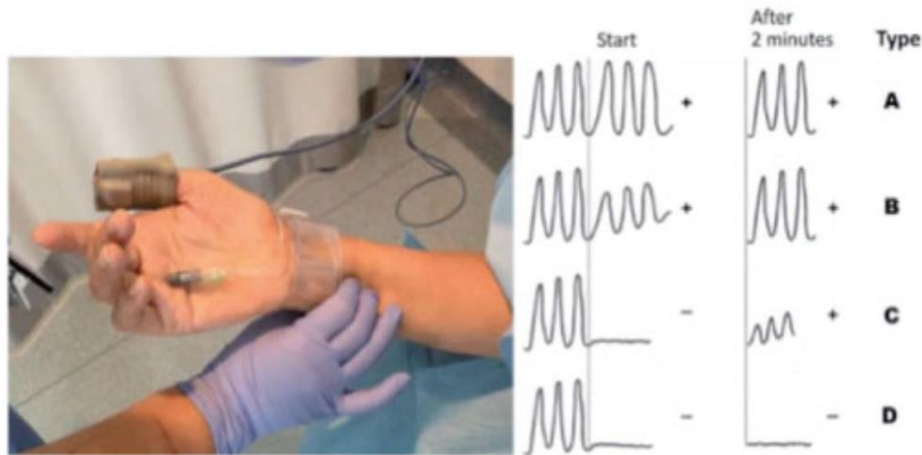 After
Start 2 minutes Type
+ + A
+ + B
− + C
− − D